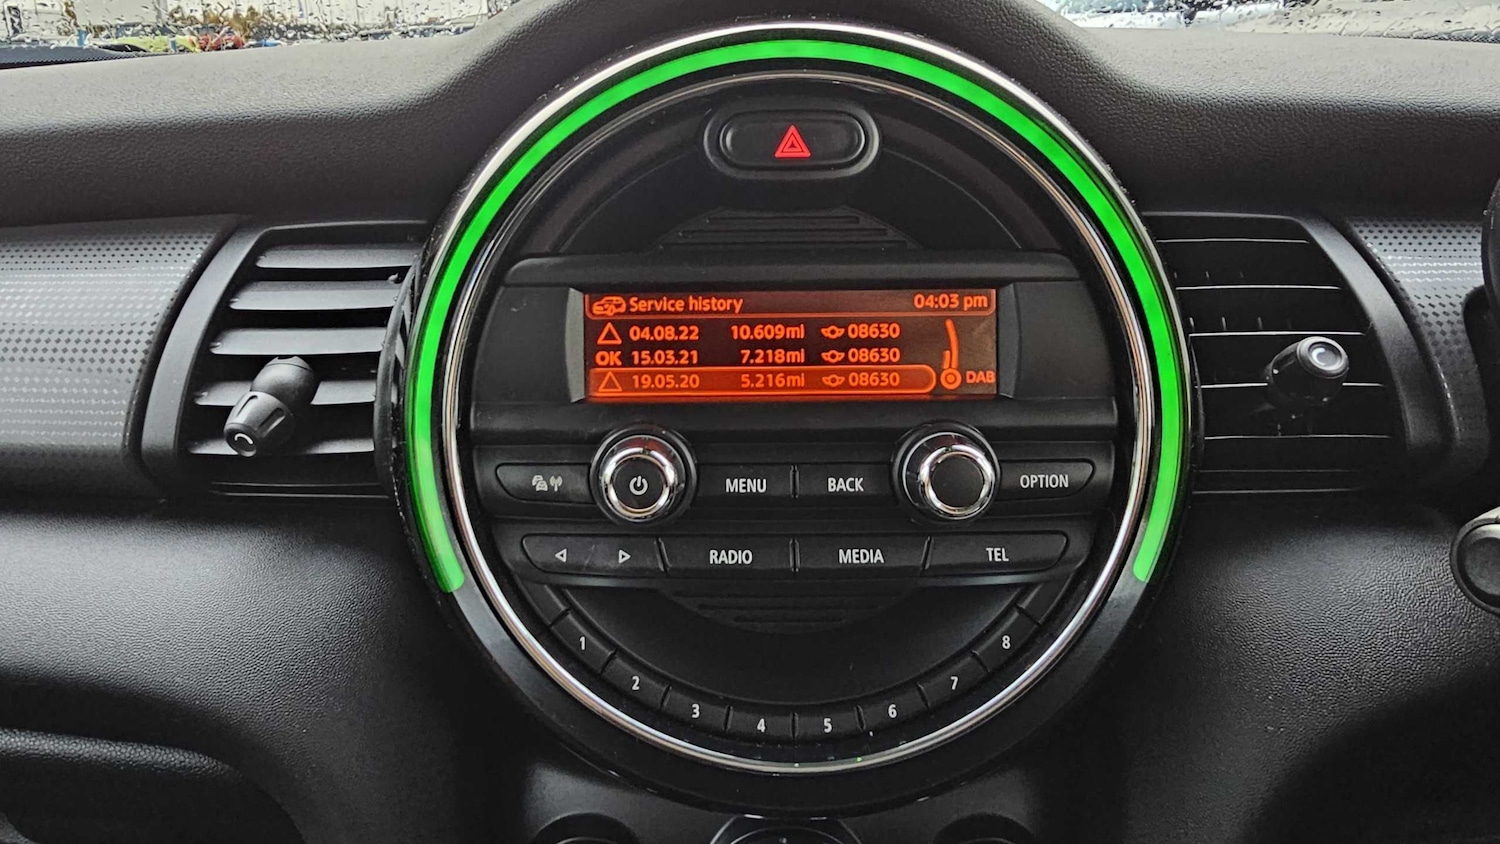 Service history 04:03 pm
04.08.22 10.609mi 08630
OK 15.03.21 7.218mi 08630
19.05.20 5.216mi 08630
DAB
MENU BACK OPTION
RADIO MEDIA TEL
1 2 3 4 5 6 7 8